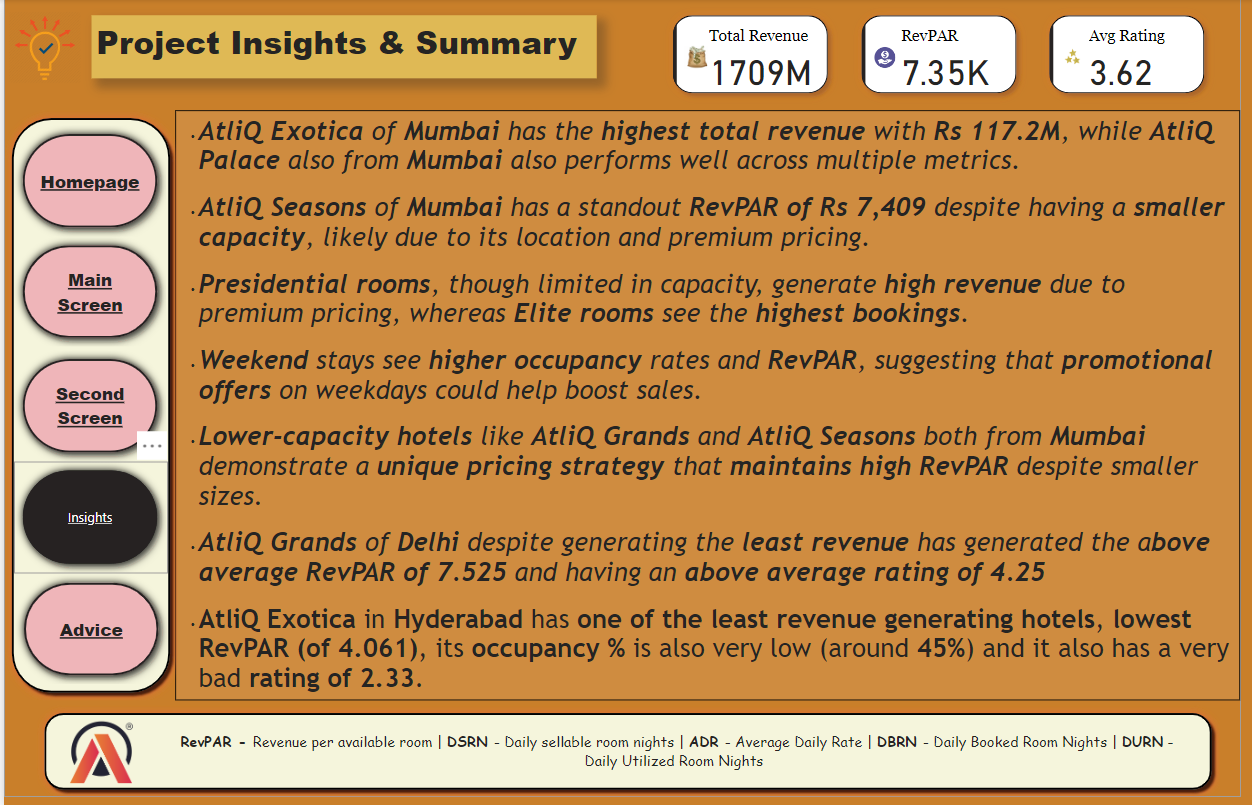 Project Insights & Summary
Total Revenue
1709M
RevPAR
7.35K
Avg Rating
3.62
Homepage
Main
Screen
Second
Screen
...
Insights
Advice
. AtliQ Exotica of Mumbai has the highest total revenue with Rs 117.2M, while AtliQ
Palace also from Mumbai also performs well across multiple metrics.
. AtliQ Seasons of Mumbai has a standout RevPAR of Rs 7,409 despite having a smaller
capacity, likely due to its location and premium pricing.
. Presidential rooms, though limited in capacity, generate high revenue due to
premium pricing, whereas Elite rooms see the highest bookings.
. Weekend stays see higher occupancy rates and RevPAR, suggesting that promotional
offers on weekdays could help boost sales.
. Lower-capacity hotels like AtliQ Grands and AtliQ Seasons both from Mumbai
demonstrate a unique pricing strategy that maintains high RevPAR despite smaller
sizes.
. AtliQ Grands of Delhi despite generating the least revenue has generated the above
average RevPAR of 7.525 and having an above average rating of 4.25
. AtliQ Exotica in Hyderabad has one of the least revenue generating hotels, lowest
RevPAR (of 4.061), its occupancy % is also very low (around 45%) and it also has a very
bad rating of 2.33.
®
RevPAR - Revenue per available room | DSRN - Daily sellable room nights | ADR - Average Daily Rate | DBRN - Daily Booked Room Nights | DURN -
Daily Utilized Room Nights